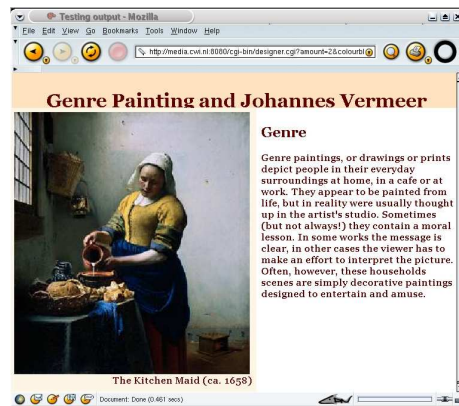 Testing output - Mozilla
File Edit View Go Bookmarks Tools Window Help
http://media.cwi.nl:8080/cgi-bin/designer.cgi?amount=2&colourbl
Genre Painting and Johannes Vermeer
Genre
Genre paintings, or drawings or prints
depict people in their everyday
surroundings at home, in a cafe or at
work. They appear to be painted from
life, but in reality were usually thought
up in the artist's studio. Sometimes
(but not always!) they contain a moral
lesson. In some works the message is
clear, in other cases the viewer has to
make an effort to interpret the picture.
Often, however, these households
scenes are simply decorative paintings
designed to entertain and amuse.
The Kitchen Maid (ca. 1658)
Document: Done (0.461 secs)